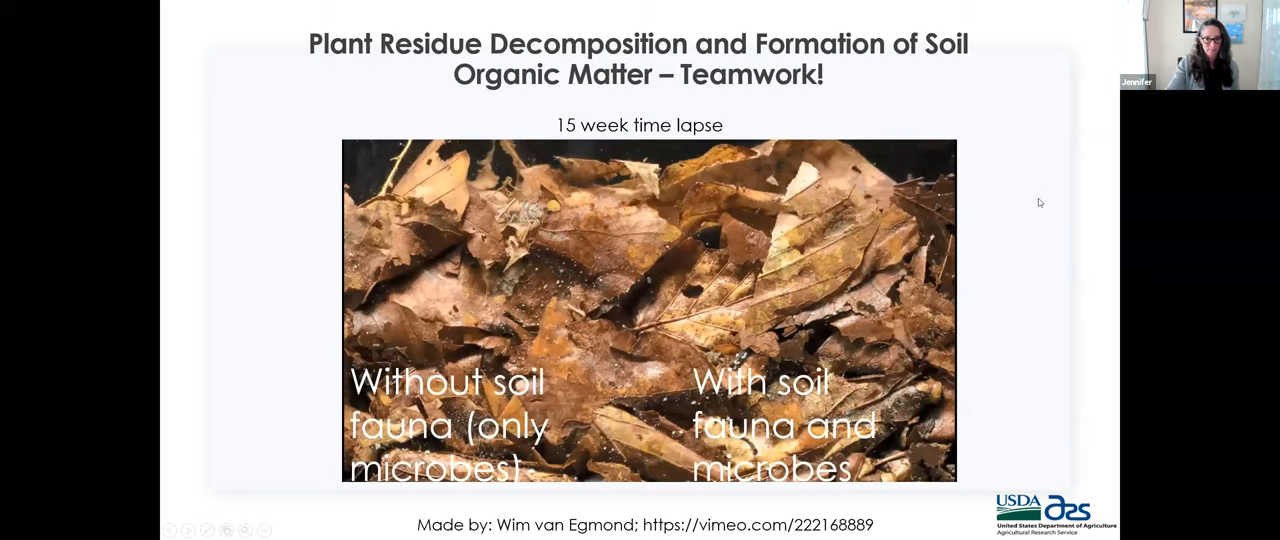 Plant Residue Decomposition and Formation of Soil
Organic Matter – Teamwork!
15 week time lapse
Without soil
fauna (only
microbes)
With soil
fauna and
microbes
Made by: Wim van Egmond; https://vimeo.com/222168889
USDA ars
United States Department of Agriculture
Agricultural Research Service
Jennifer